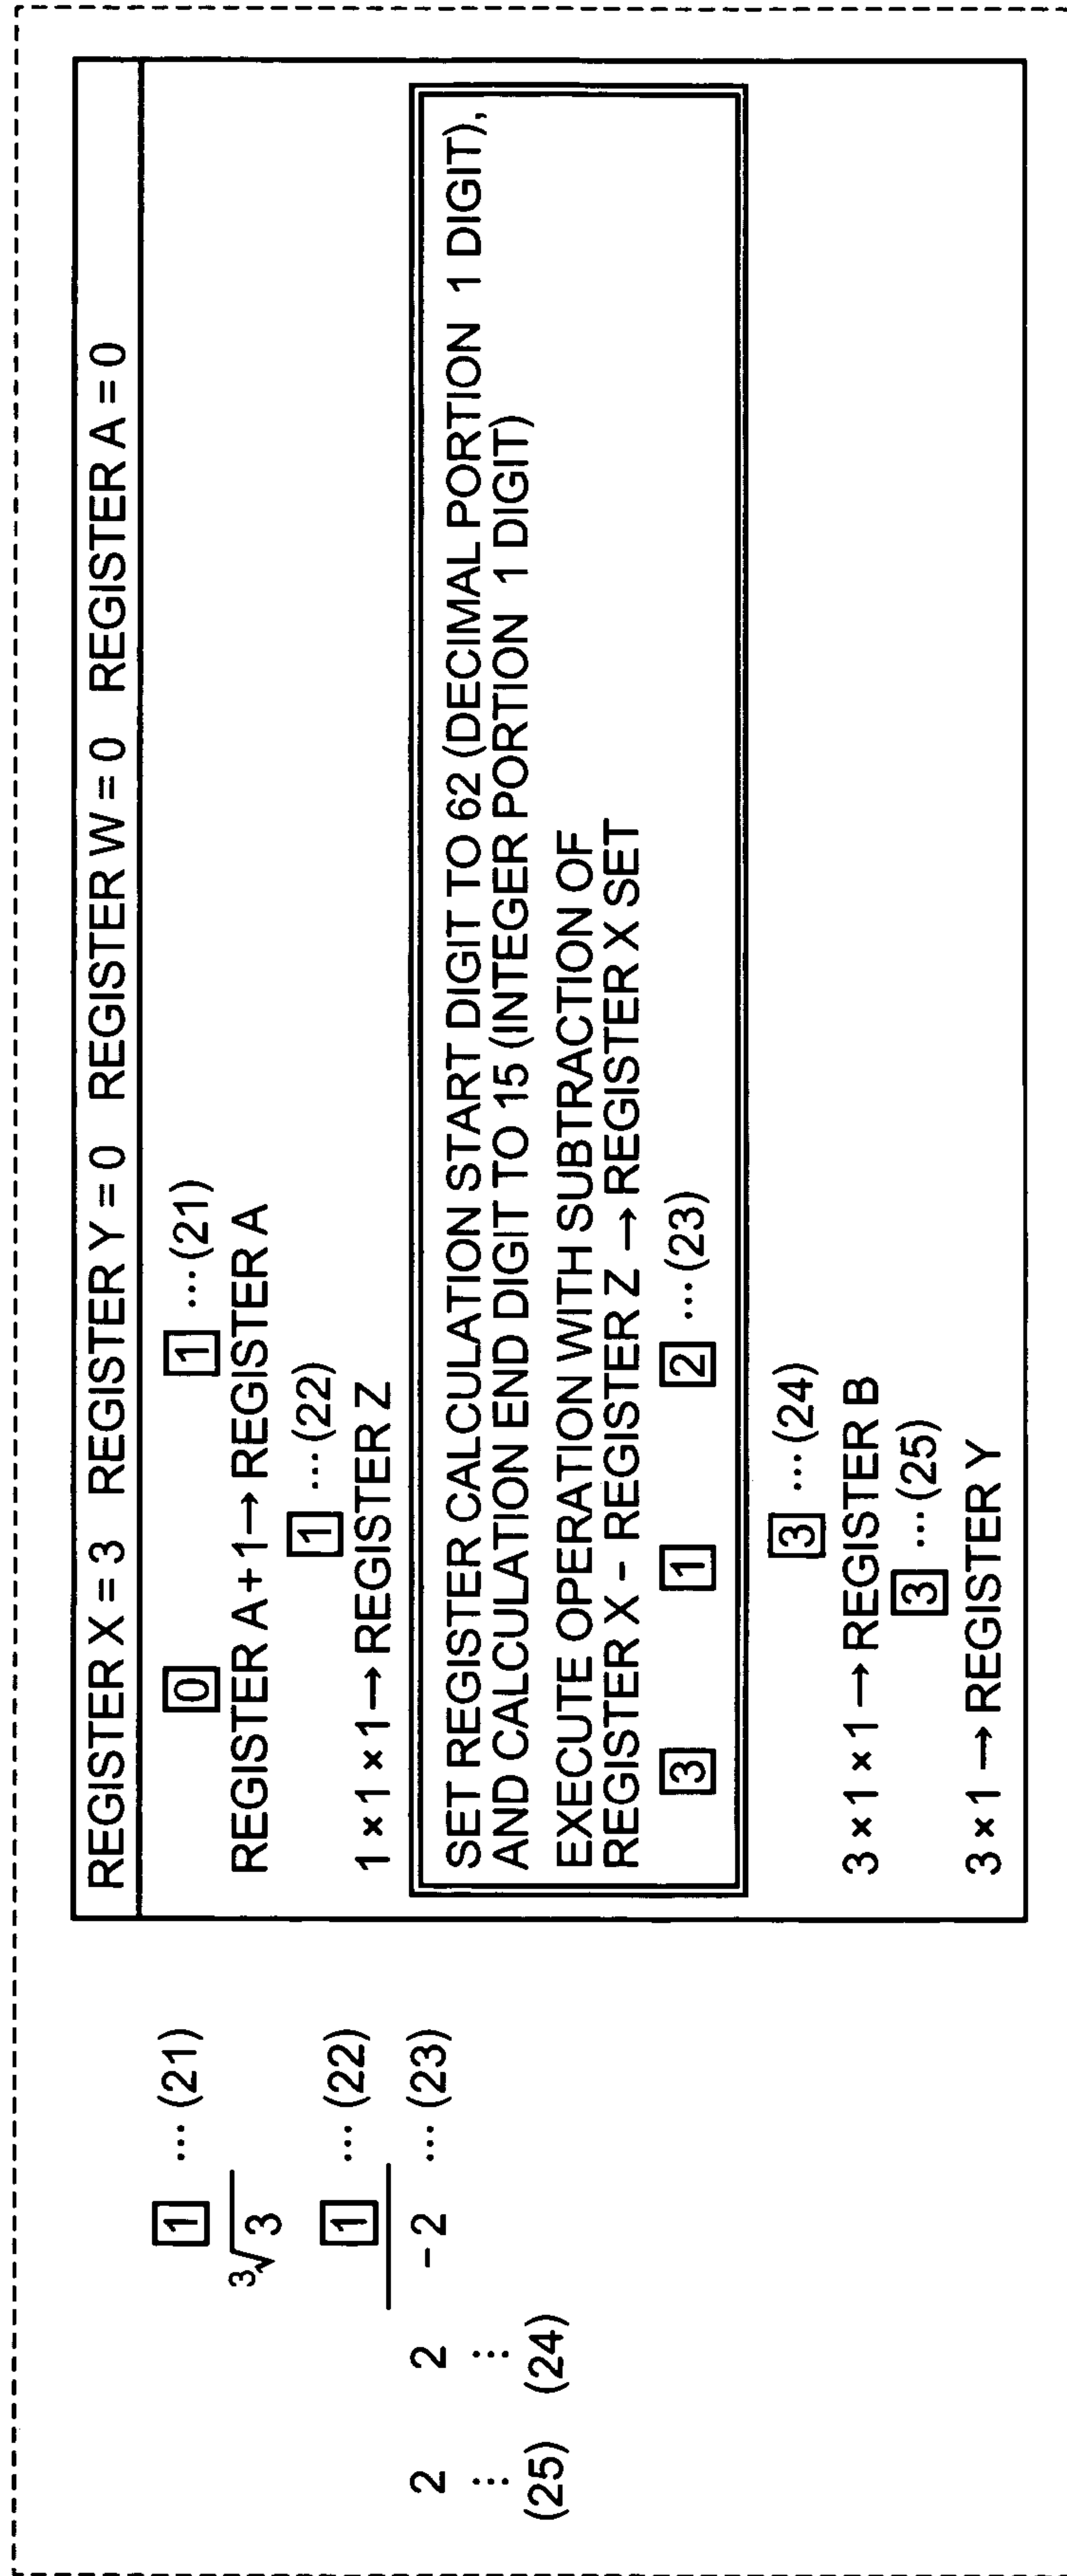 1 ... (21)
3√3
1 ... (22)
2 2 -2 ... (23)
⋮ ⋮
(25) (24)
REGISTER X = 3 REGISTER Y = 0 REGISTER W = 0 REGISTER A = 0
0 1 ... (21)
REGISTER A + 1 → REGISTER A
1 ... (22)
1 × 1 × 1 → REGISTER Z
SET REGISTER CALCULATION START DIGIT TO 62 (DECIMAL PORTION 1 DIGIT),
AND CALCULATION END DIGIT TO 15 (INTEGER PORTION 1 DIGIT)
EXECUTE OPERATION WITH SUBTRACTION OF
REGISTER X - REGISTER Z → REGISTER X SET
3 1 2 ... (23)
3 ... (24)
3 × 1 × 1 → REGISTER B
3 ... (25)
3 × 1 → REGISTER Y